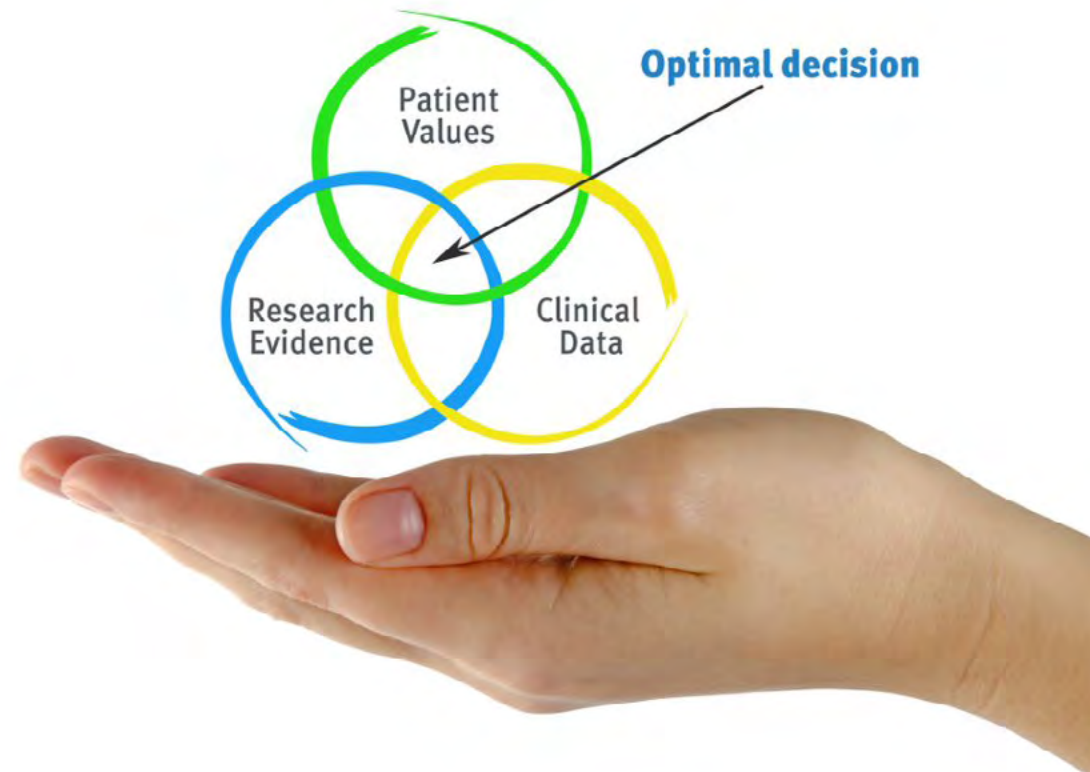 Optimal decision
Patient
Values
Research
Evidence
Clinical
Data